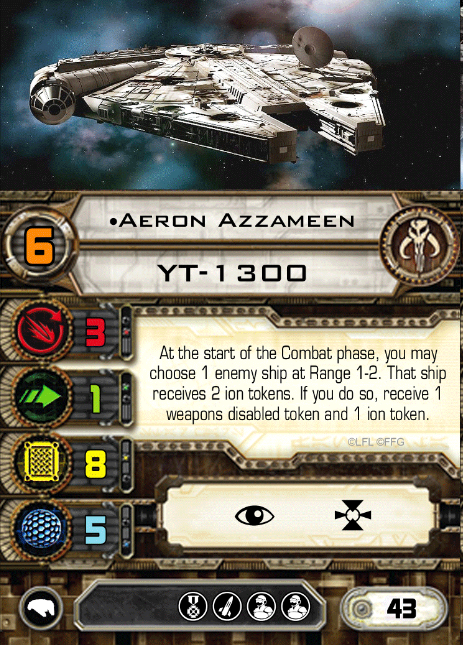 •Aeron Azzameen
6
YT-1300
3
At the start of the Combat phase, you may
choose 1 enemy ship at Range 1-2. That ship
receives 2 ion tokens. If you do so, receive 1
weapons disabled token and 1 ion token.
1
©LFL ©FFG
8
5
43